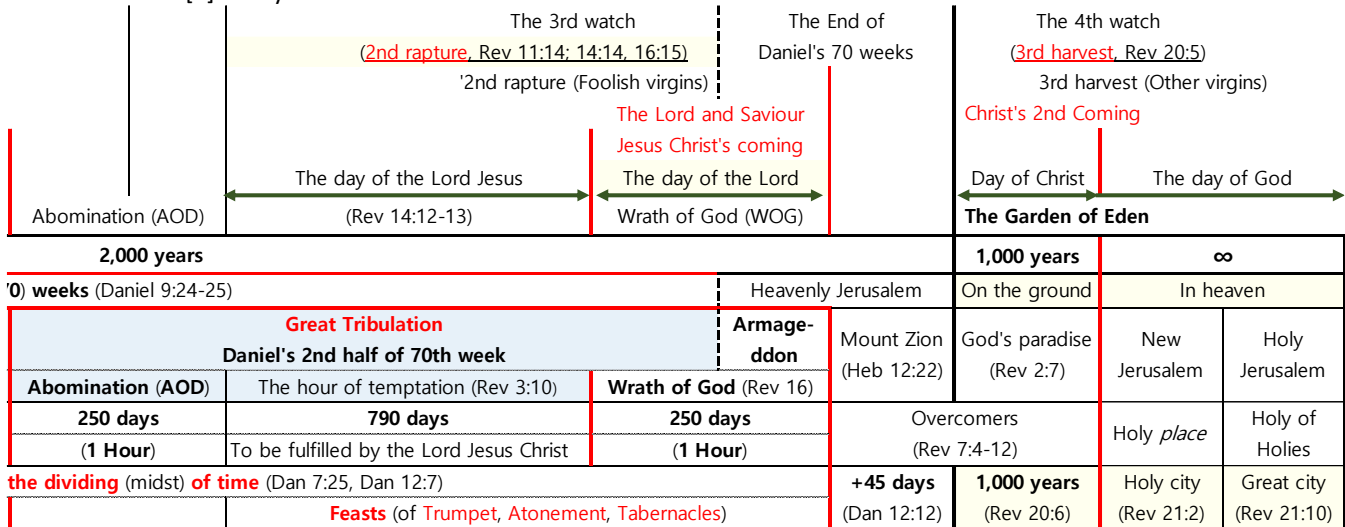 The 3rd watch The End of The 4th watch
(2nd rapture, Rev 11:14; 14:14, 16:15) Daniel's 70 weeks (3rd harvest, Rev 20:5)
'2nd rapture (Foolish virgins) 3rd harvest (Other virgins)
The Lord and Saviour Christ's 2nd Coming
Jesus Christ's coming
The day of the Lord Jesus The day of the Lord Day of Christ The day of God
Abomination (AOD) (Rev 14:12-13) Wrath of God (WOG) The Garden of Eden
2,000 years 1,000 years ∞
0) weeks (Daniel 9:24-25) Heavenly Jerusalem On the ground In heaven
Great Tribulation Armage-
Daniel's 2nd half of 70th week ddon
Mount Zion God's paradise New Holy
(Heb 12:22) (Rev 2:7) Jerusalem Jerusalem
Abomination (AOD) The hour of temptation (Rev 3:10) Wrath of God (Rev 16)
250 days 790 days 250 days Overcomers Holy place Holy of
(1 Hour) To be fulfilled by the Lord Jesus Christ (1 Hour) (Rev 7:4-12) Holies
the dividing (midst) of time (Dan 7:25, Dan 12:7) +45 days 1,000 years Holy city Great city
Feasts (of Trumpet, Atonement, Tabernacles) (Dan 12:12) (Rev 20:6) (Rev 21:2) (Rev 21:10)